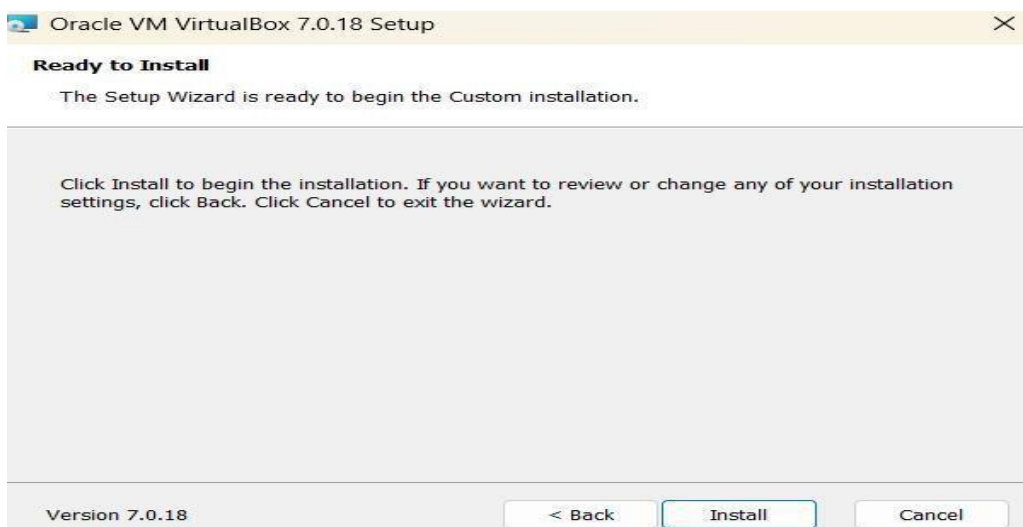 Oracle VM VirtualBox 7.0.18 Setup
Ready to Install
The Setup Wizard is ready to begin the Custom installation.
Click Install to begin the installation. If you want to review or change any of your installation
settings, click Back. Click Cancel to exit the wizard.
Version 7.0.18
< Back
Install
Cancel